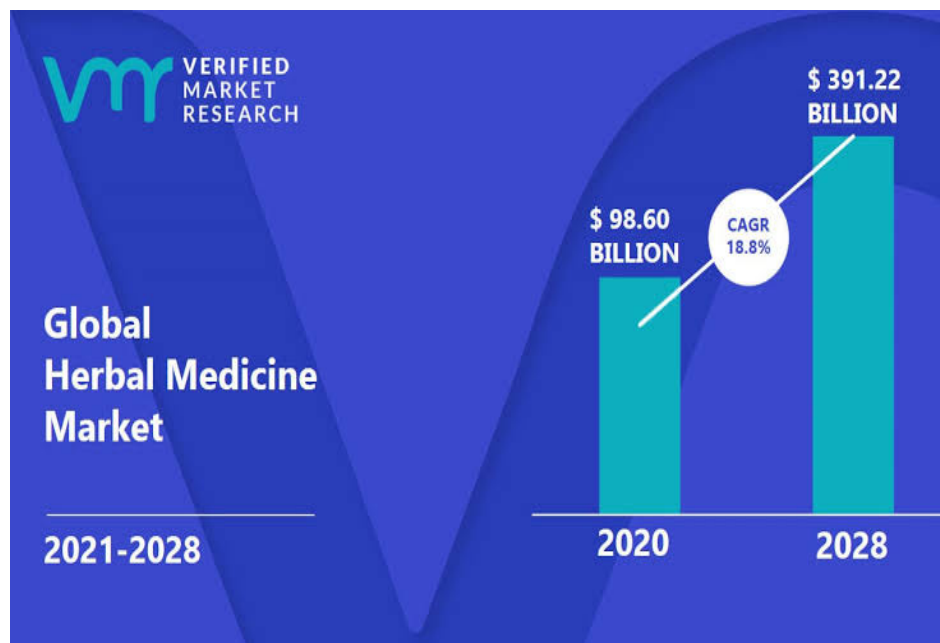 VMR
VERIFIED
MARKET
RESEARCH
Global
Herbal Medicine
Market
2021-2028
$ 98.60
BILLION
CAGR
18.8%
$ 391.22
BILLION
2020
2028